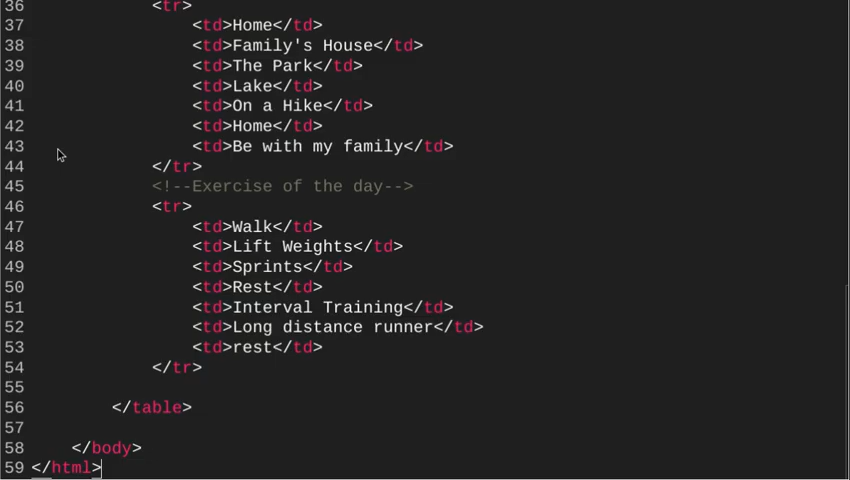 36 <tr>
37 <td>Home</td>
38 <td>Family's House</td>
39 <td>The Park</td>
40 <td>Lake</td>
41 <td>On a Hike</td>
42 <td>Home</td>
43 <td>Be with my family</td>
44 </tr>
45 <!--Exercise of the day-->
46 <tr>
47 <td>Walk</td>
48 <td>Lift Weights</td>
49 <td>Sprints</td>
50 <td>Rest</td>
51 <td>Interval Training</td>
52 <td>Long distance runner</td>
53 <td>rest</td>
54 </tr>
55
56 </table>
57
58 </body>
59 </html>